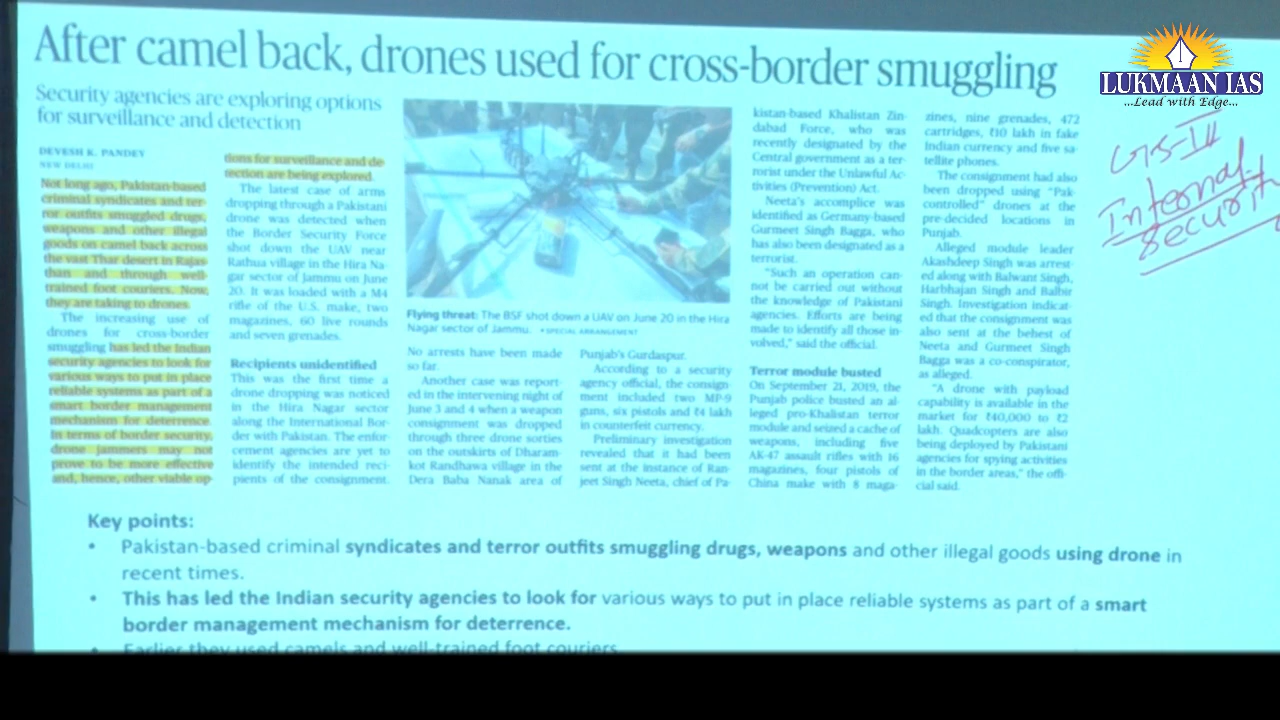 After camel back, drones used for cross-border smuggling
LUKMAAN IAS
...Lead with Edge...
GS-III
Internal
Security
Security agencies are exploring options
for surveillance and detection
DEVESH K. PANDEY
NEW DELHI
Not long ago, Pakistan-based
criminal syndicates and ter-
ror outfits smuggled drugs,
weapons and other illegal
goods on camel back across
the vast Thar desert in Rajas-
than and through well-
trained foot couriers. Now,
they are taking to drones.
The increasing use of
drones for cross-border
smuggling has led the Indian
security agencies to look for
various ways to put in place
reliable systems as part of a
smart border management
mechanism for deterrence.
In terms of border security,
drone jammers may not
prove to be more effective
and, hence, other viable op-
tions for surveillance and de-
tection are being explored.
The latest case of arms
dropping through a Pakistani
drone was detected when
the Border Security Force
shot down the UAV near
Rathua village in the Hira Na-
gar sector of Jammu on June
20. It was loaded with a M4
rifle of the U.S. make, two
magazines, 60 live rounds
and seven grenades.
Recipients unidentified
This was the first time a
drone dropping was noticed
in the Hira Nagar sector
along the International Bor-
der with Pakistan. The enfor-
cement agencies are yet to
identify the intended reci-
pients of the consignment.
Flying threat: The BSF shot down a UAV on June 20 in the Hira
Nagar sector of Jammu. • SPECIAL ARRANGEMENT
No arrests have been made
so far.
Another case was report-
ed in the intervening night of
June 3 and 4 when a weapon
consignment was dropped
through three drone sorties
on the outskirts of Dharam-
kot Randhawa village in the
Dera Baba Nanak area of
Punjab's Gurdaspur.
According to a security
agency official, the consign-
ment included two MP-9
guns, six pistols and ₹4 lakh
in counterfeit currency.
Preliminary investigation
revealed that it had been
sent at the instance of Ran-
jeet Singh Neeta, chief of Pa-
kistan-based Khalistan Zin-
dabad Force, who was
recently designated by the
Central government as a ter-
rorist under the Unlawful Ac-
tivities (Prevention) Act.
Neeta's accomplice was
identified as Germany-based
Gurmeet Singh Bagga, who
has also been designated as a
terrorist.
"Such an operation can-
not be carried out without
the knowledge of Pakistani
agencies. Efforts are being
made to identify all those in-
volved," said the official.
Terror module busted
On September 21, 2019, the
Punjab police busted an al-
leged pro-Khalistan terror
module and seized a cache of
weapons, including five
AK-47 assault rifles with 16
magazines, four pistols of
China make with 8 maga-
zines, nine grenades, 472
cartridges, ₹10 lakh in fake
Indian currency and five sa-
tellite phones.
The consignment had also
been dropped using "Pak-
controlled" drones at the
pre-decided locations in
Punjab.
Alleged module leader
Akashdeep Singh was arrest-
ed along with Balwant Singh,
Harbhajan Singh and Balbir
Singh. Investigation indicat-
ed that the consignment was
also sent at the behest of
Neeta and Gurmeet Singh
Bagga was a co-conspirator,
as alleged.
"A drone with payload
capability is available in the
market for ₹40,000 to ₹2
lakh. Quadcopters are also
being deployed by Pakistani
agencies for spying activities
in the border areas," the offi-
cial said.
Key points:
• Pakistan-based criminal syndicates and terror outfits smuggling drugs, weapons and other illegal goods using drone in
recent times.
• This has led the Indian security agencies to look for various ways to put in place reliable systems as part of a smart
border management mechanism for deterrence.
• Earlier they used camels and well-trained foot couriers